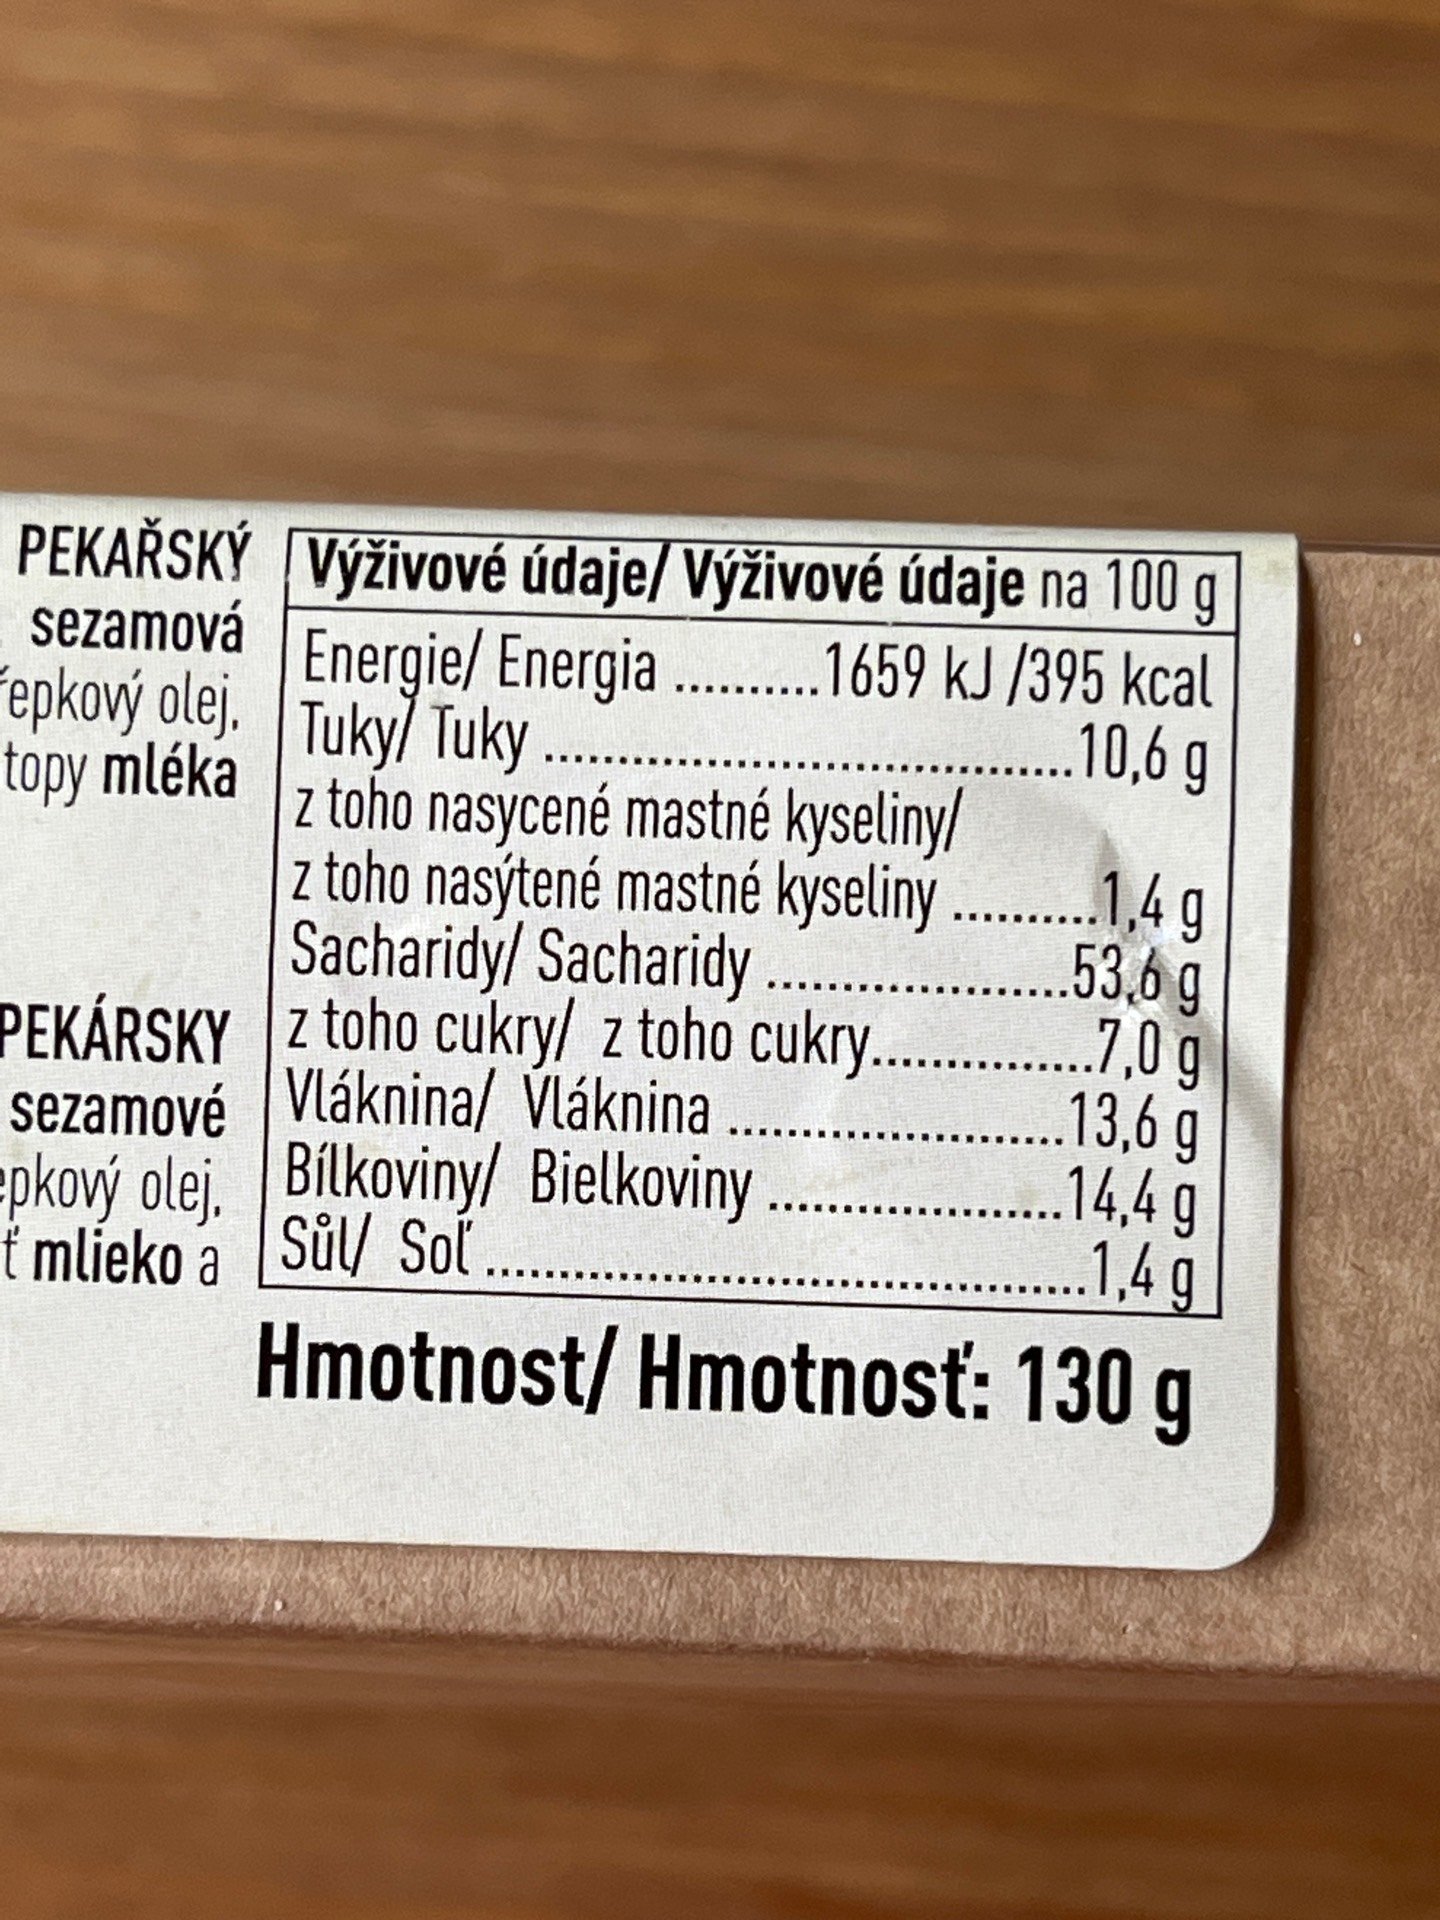 PEKAŘSKÝ
sezamová
řepkový olej,
topy mléka
PEKÁRSKY
sezamové
epkový olej,
ť mlieko a
Výživové údaje/ Výživové údaje na 100 g
Energie/ Energia ..........1659 kJ /395 kcal
Tuky/ Tuky ....................................10,6 g
z toho nasycené mastné kyseliny/
z toho nasýtené mastné kyseliny ..........1,4 g
Sacharidy/ Sacharidy .....................53,6 g
z toho cukry/ z toho cukry...............7,0 g
Vláknina/ Vláknina .......................13,6 g
Bílkoviny/ Bielkoviny ....................14,4 g
Sůl/ Soľ ........................................1,4 g
Hmotnost/ Hmotnosť: 130 g